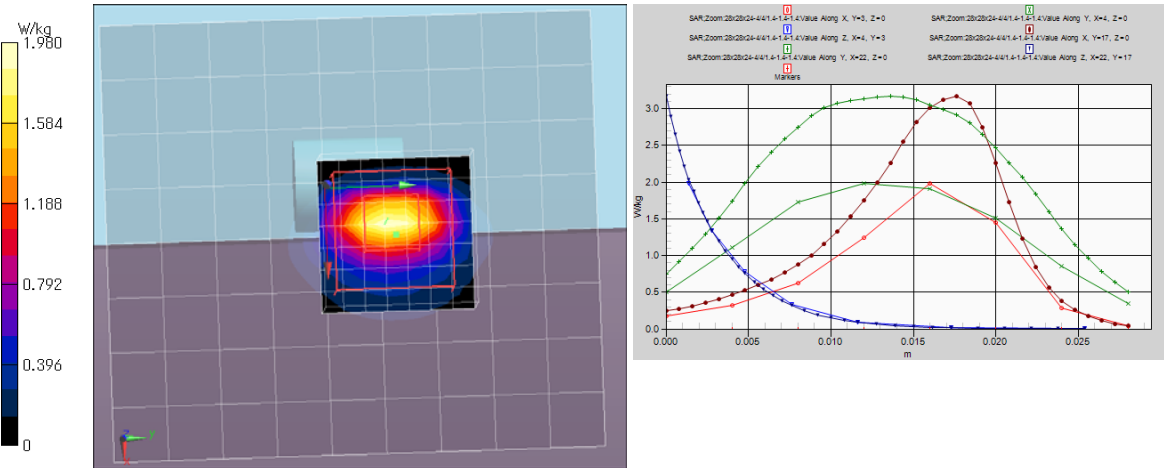 W/kg
1.980
1.584
1.188
0.792
0.396
0
z
y
SAR;Zoom:28x28x24-4/4/1.4-1.4-1.4:Value Along X, Y=3, Z=0
SAR;Zoom:28x28x24-4/4/1.4-1.4-1.4:Value Along Y, X=4, Z=0
SAR;Zoom:28x28x24-4/4/1.4-1.4-1.4:Value Along Z, X=4, Y=3
SAR;Zoom:28x28x24-4/4/1.4-1.4-1.4:Value Along X, Y=17, Z=0
SAR;Zoom:28x28x24-4/4/1.4-1.4-1.4:Value Along Y, X=22, Z=0
SAR;Zoom:28x28x24-4/4/1.4-1.4-1.4:Value Along Z, X=22, Y=17
Markers
W/kg
3.0
2.5
2.0
1.5
1.0
0.5
0.0
0.000 0.005 0.010 0.015 0.020 0.025
m